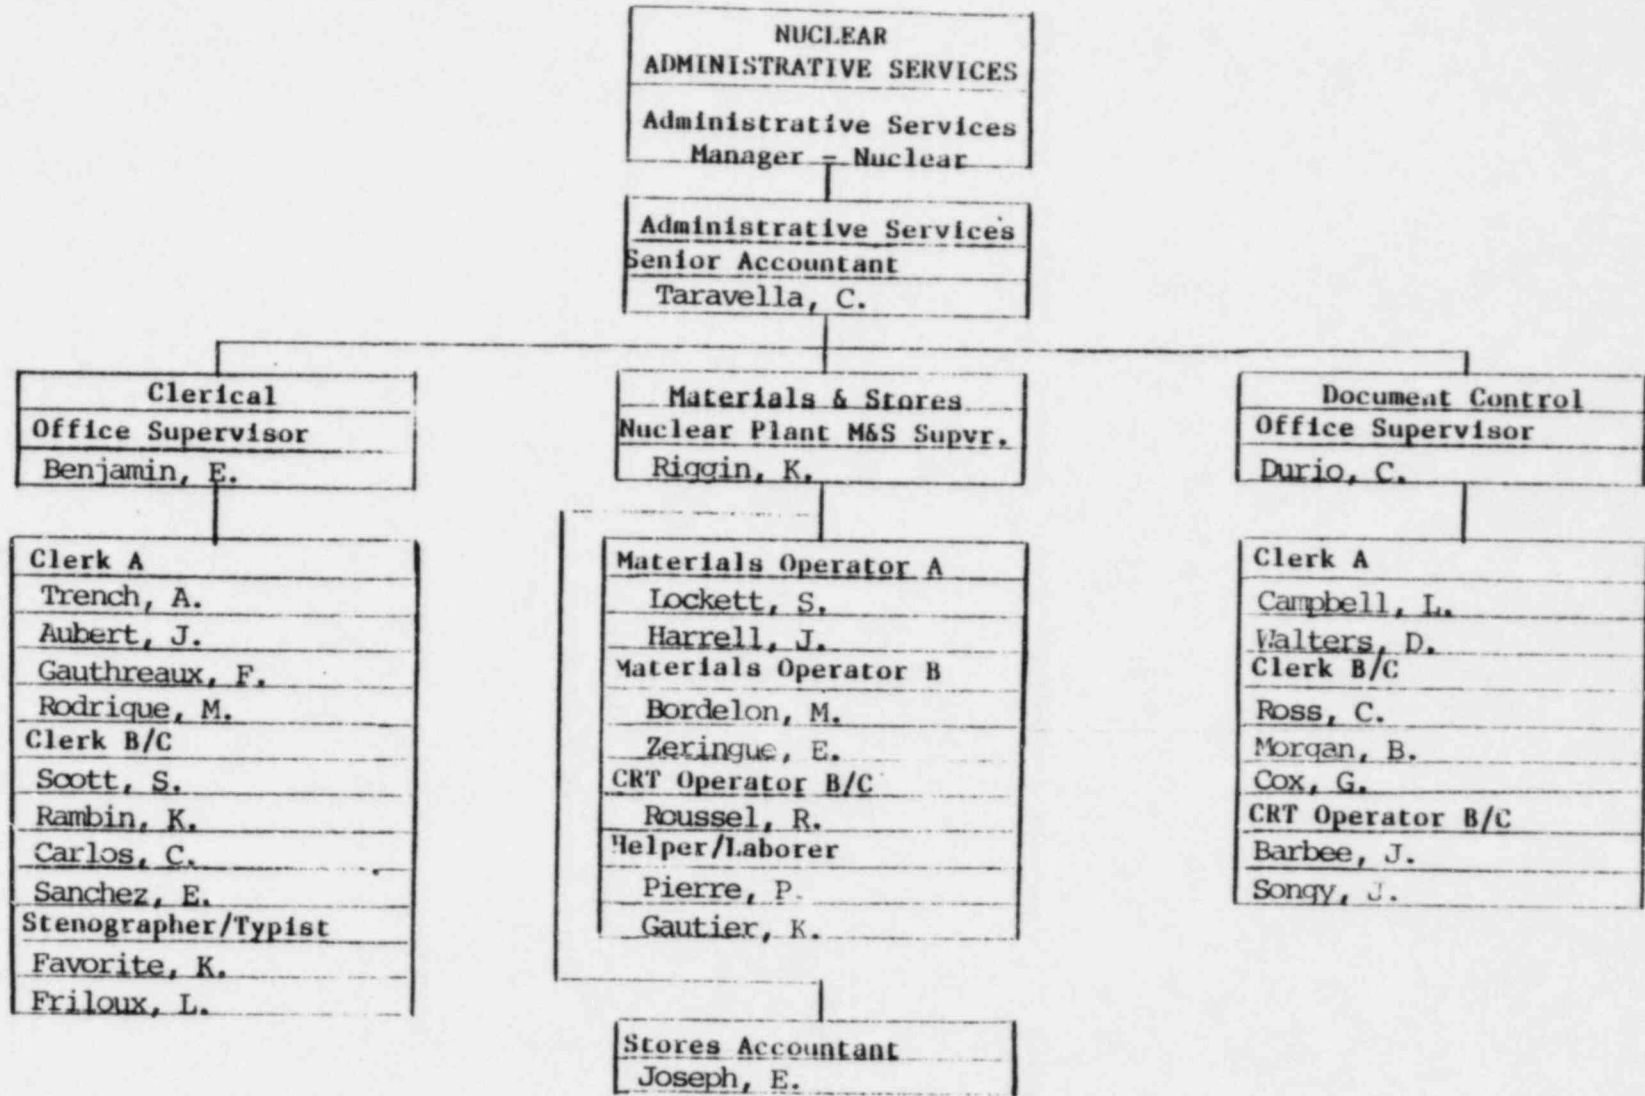 NUCLEAR
ADMINISTRATIVE SERVICES
Administrative Services
Manager - Nuclear
Administrative Services
Senior Accountant
Taravella, C.
Clerical
Office Supervisor
Benjamin, E.
Clerk A
Trench, A.
Aubert, J.
Gauthreaux, F.
Rodrique, M.
Clerk B/C
Scott, S.
Rambin, K.
Carlos, C.
Sanchez, E.
Stenographer/Typist
Favorite, K.
Friloux, L.
Materials & Stores
Nuclear Plant M&S Supvr.
Riggin, K.
Materials Operator A
Lockett, S.
Harrell, J.
Materials Operator B
Bordelon, M.
Zeringue, E.
CRT Operator B/C
Roussel, R.
Helper/Laborer
Pierre, P.
Gautier, K.
Stores Accountant
Joseph, E.
Document Control
Office Supervisor
Durio, C.
Clerk A
Campbell, L.
Walters, D.
Clerk B/C
Ross, C.
Morgan, B.
Cox, G.
CRT Operator B/C
Barbee, J.
Songy, J.